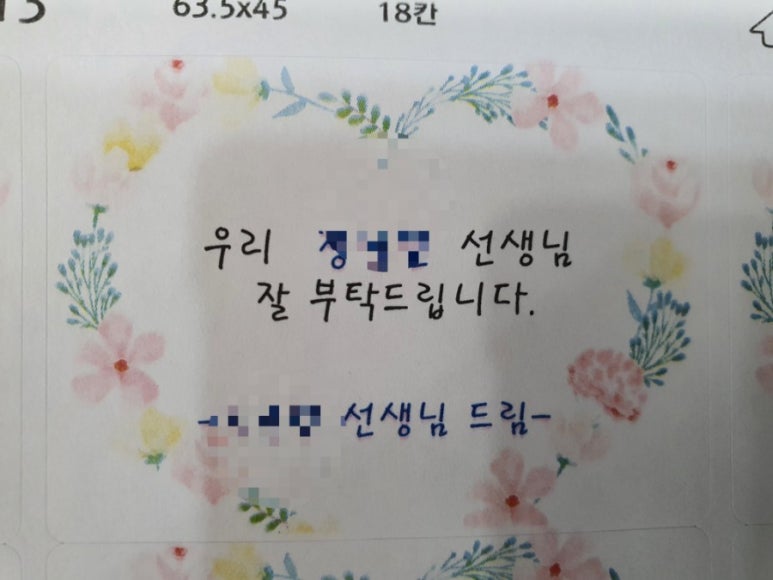 63.5x45 18칸
우리 선생님
잘 부탁드립니다.
선생님 드림-